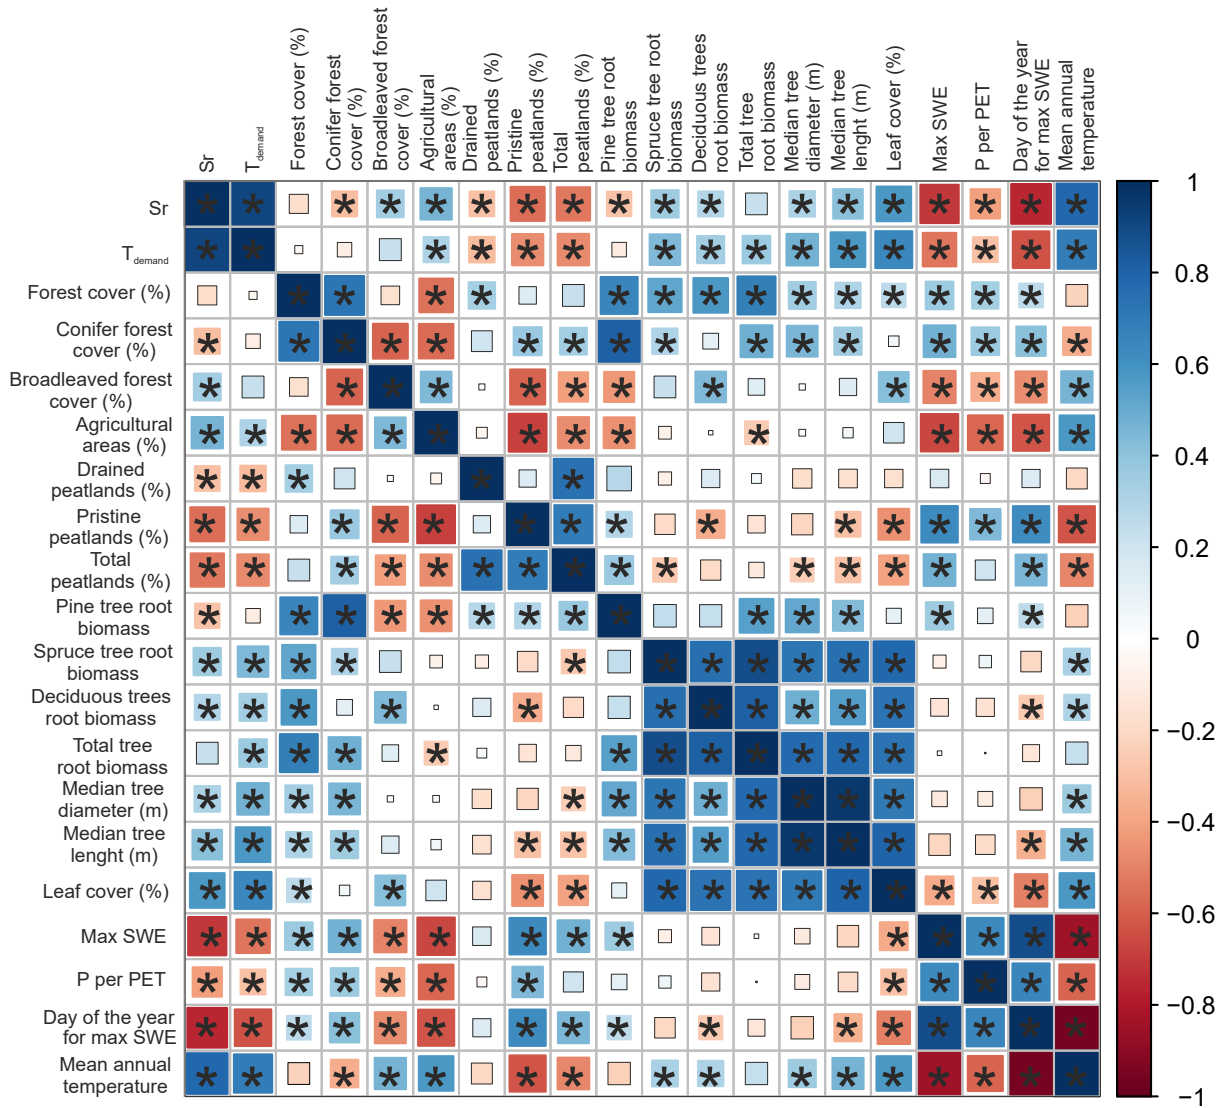 Sr
T demand
Forest cover (%)
Conifer forest
cover (%)
Broadleaved forest
cover (%)
Agricultural
areas (%)
Drained
peatlands (%)
Pristine
peatlands (%)
Total
peatlands (%)
Pine tree root
biomass
Spruce tree root
biomass
Deciduous trees
root biomass
Total tree
root biomass
Median tree
diameter (m)
Median tree
lenght (m)
Leaf cover (%)
Max SWE
P per PET
Day of the year
for max SWE
Mean annual
temperature
Sr
T demand
Forest cover (%)
Conifer forest
cover (%)
Broadleaved forest
cover (%)
Agricultural
areas (%)
Drained
peatlands (%)
Pristine
peatlands (%)
Total
peatlands (%)
Pine tree root
biomass
Spruce tree root
biomass
Deciduous trees
root biomass
Total tree
root biomass
Median tree
diameter (m)
Median tree
lenght (m)
Leaf cover (%)
Max SWE
P per PET
Day of the year
for max SWE
Mean annual
temperature
1
0.8
0.6
0.4
0.2
0
−0.2
−0.4
−0.6
−0.8
−1